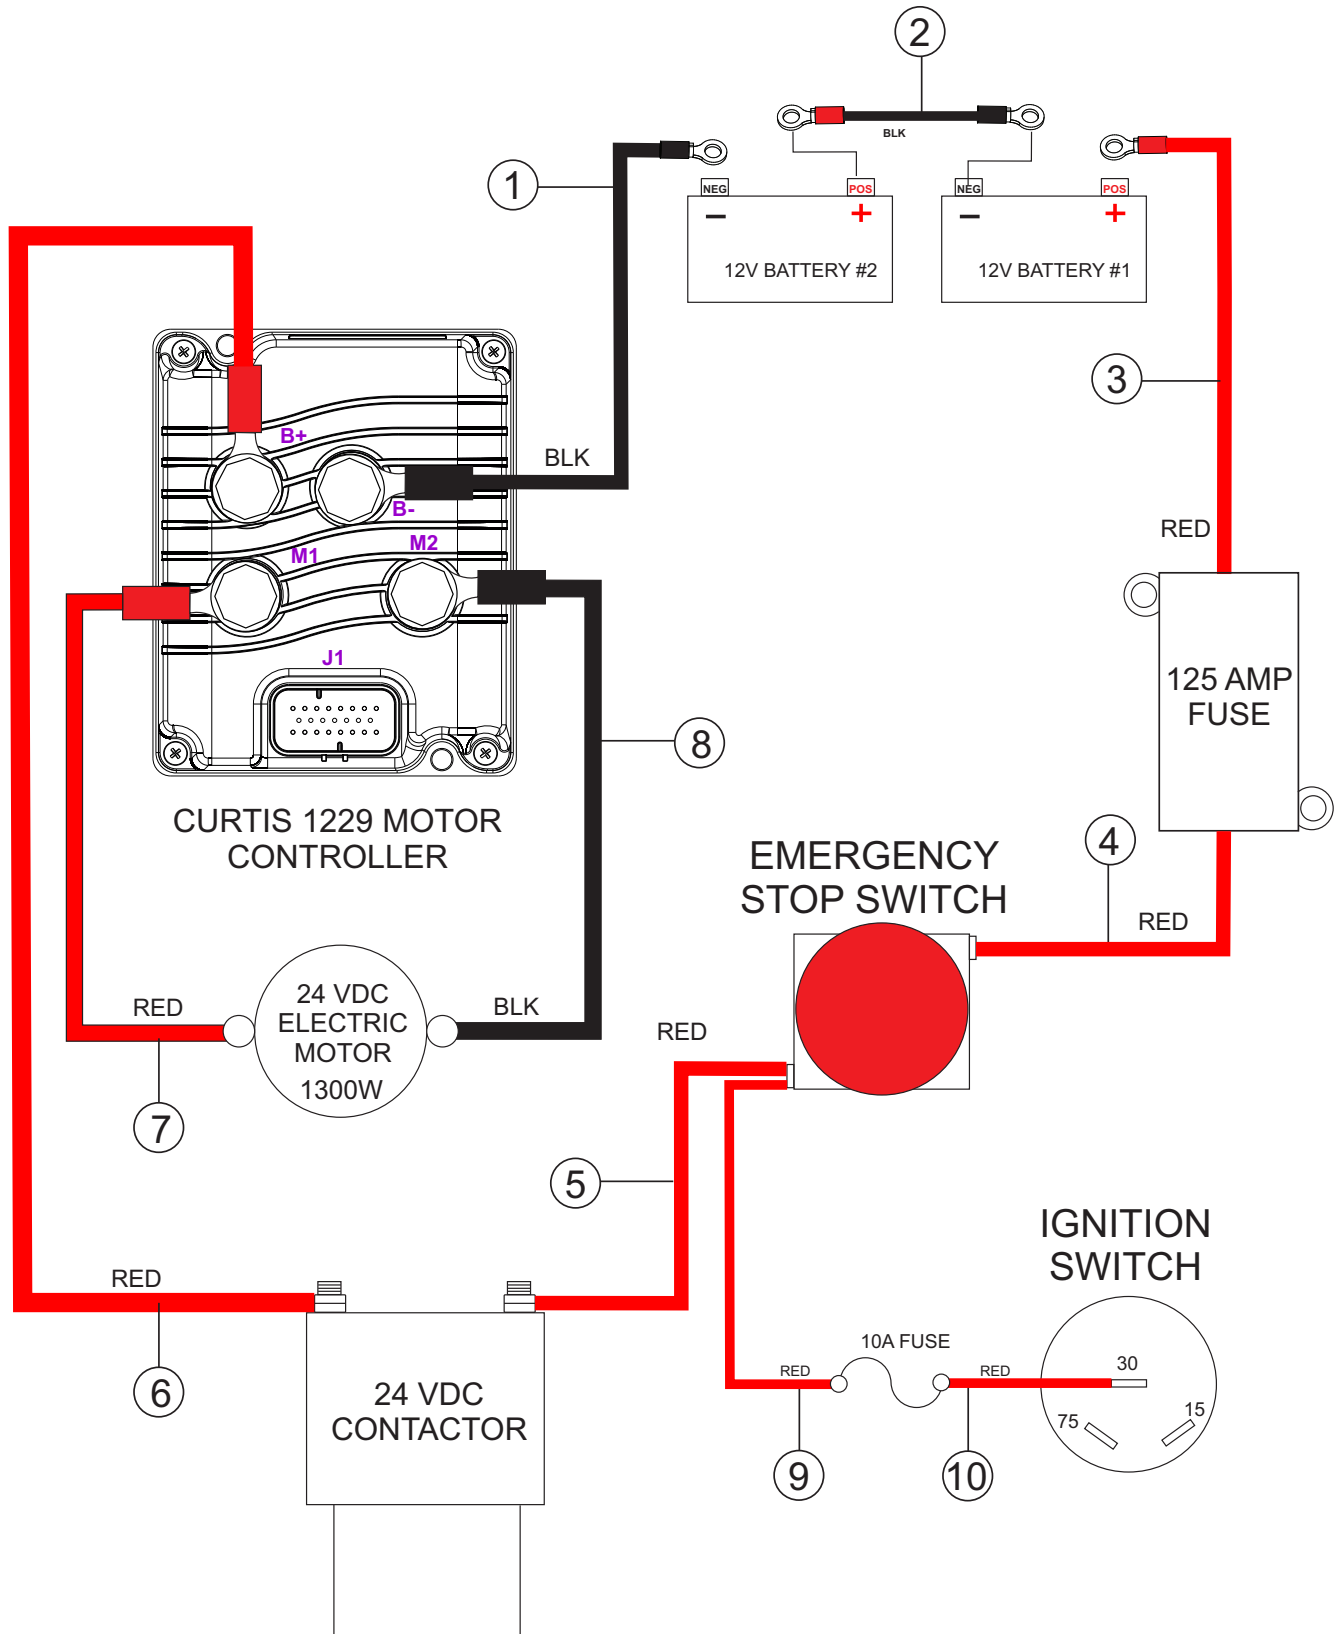 2
BLK
1
NEG
POS
NEG
POS
− + − +
12V BATTERY #2
12V BATTERY #1
3
B+
BLK
B-
RED
M1
M2
J1
125 AMP
FUSE
8
CURTIS 1229 MOTOR
CONTROLLER
4
EMERGENCY
STOP SWITCH
RED
24 VDC
ELECTRIC
MOTOR
1300W
RED
BLK
RED
7
5
IGNITION
SWITCH
RED
6
24 VDC
CONTACTOR
10A FUSE
RED
RED
30
75
15
9
10